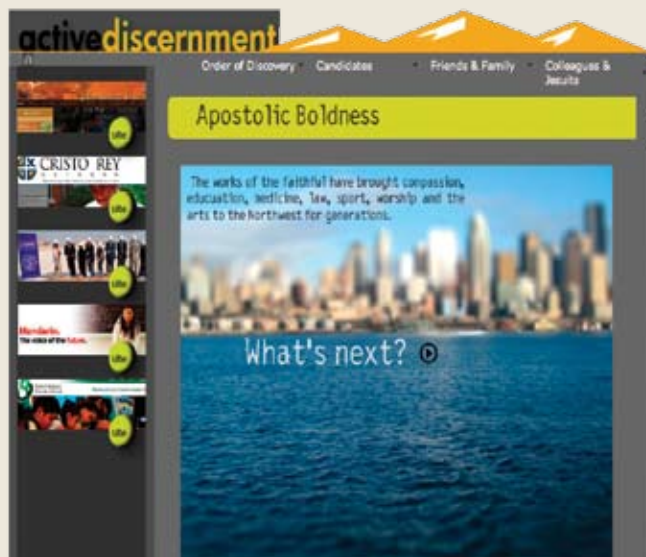 activediscernment
Order of Discovery
Candidates
Friends & Family
Colleagues &
Jesuits
Apostolic Boldness
CRISTO REY
NETWORK
Mandarin.
The voice of the future.
The works of the faithful have brought compassion,
educuation, medicine, law, sport, worship and the
arts to the Northwest for generations.
What's next?